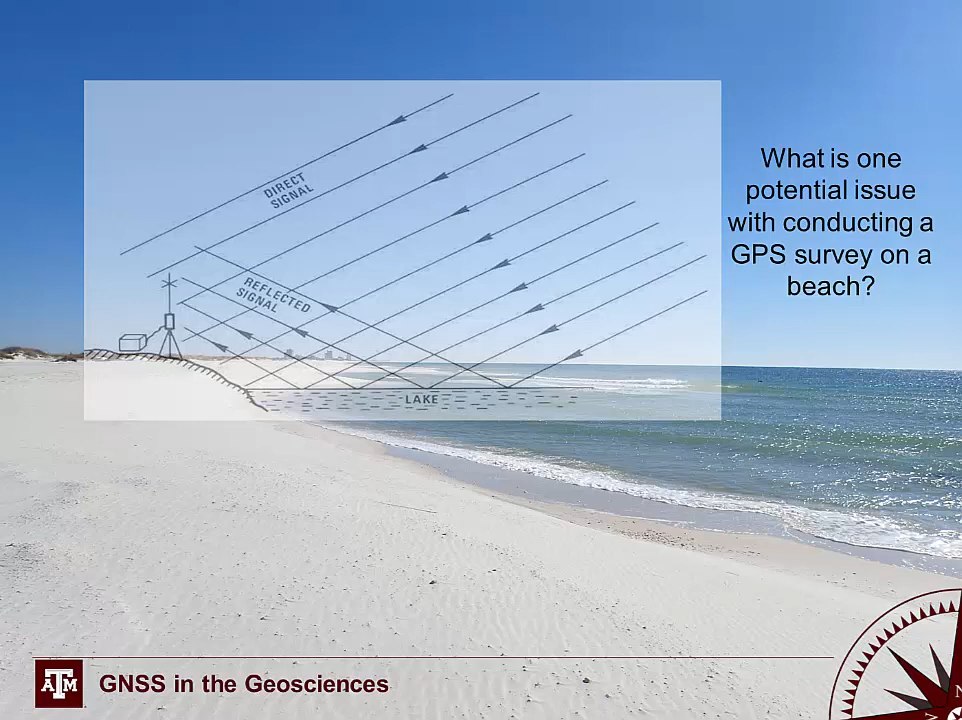 DIRECT
SIGNAL
REFLECTED
SIGNAL
LAKE
What is one
potential issue
with conducting a
GPS survey on a
beach?
ATM
GNSS in the Geosciences
N